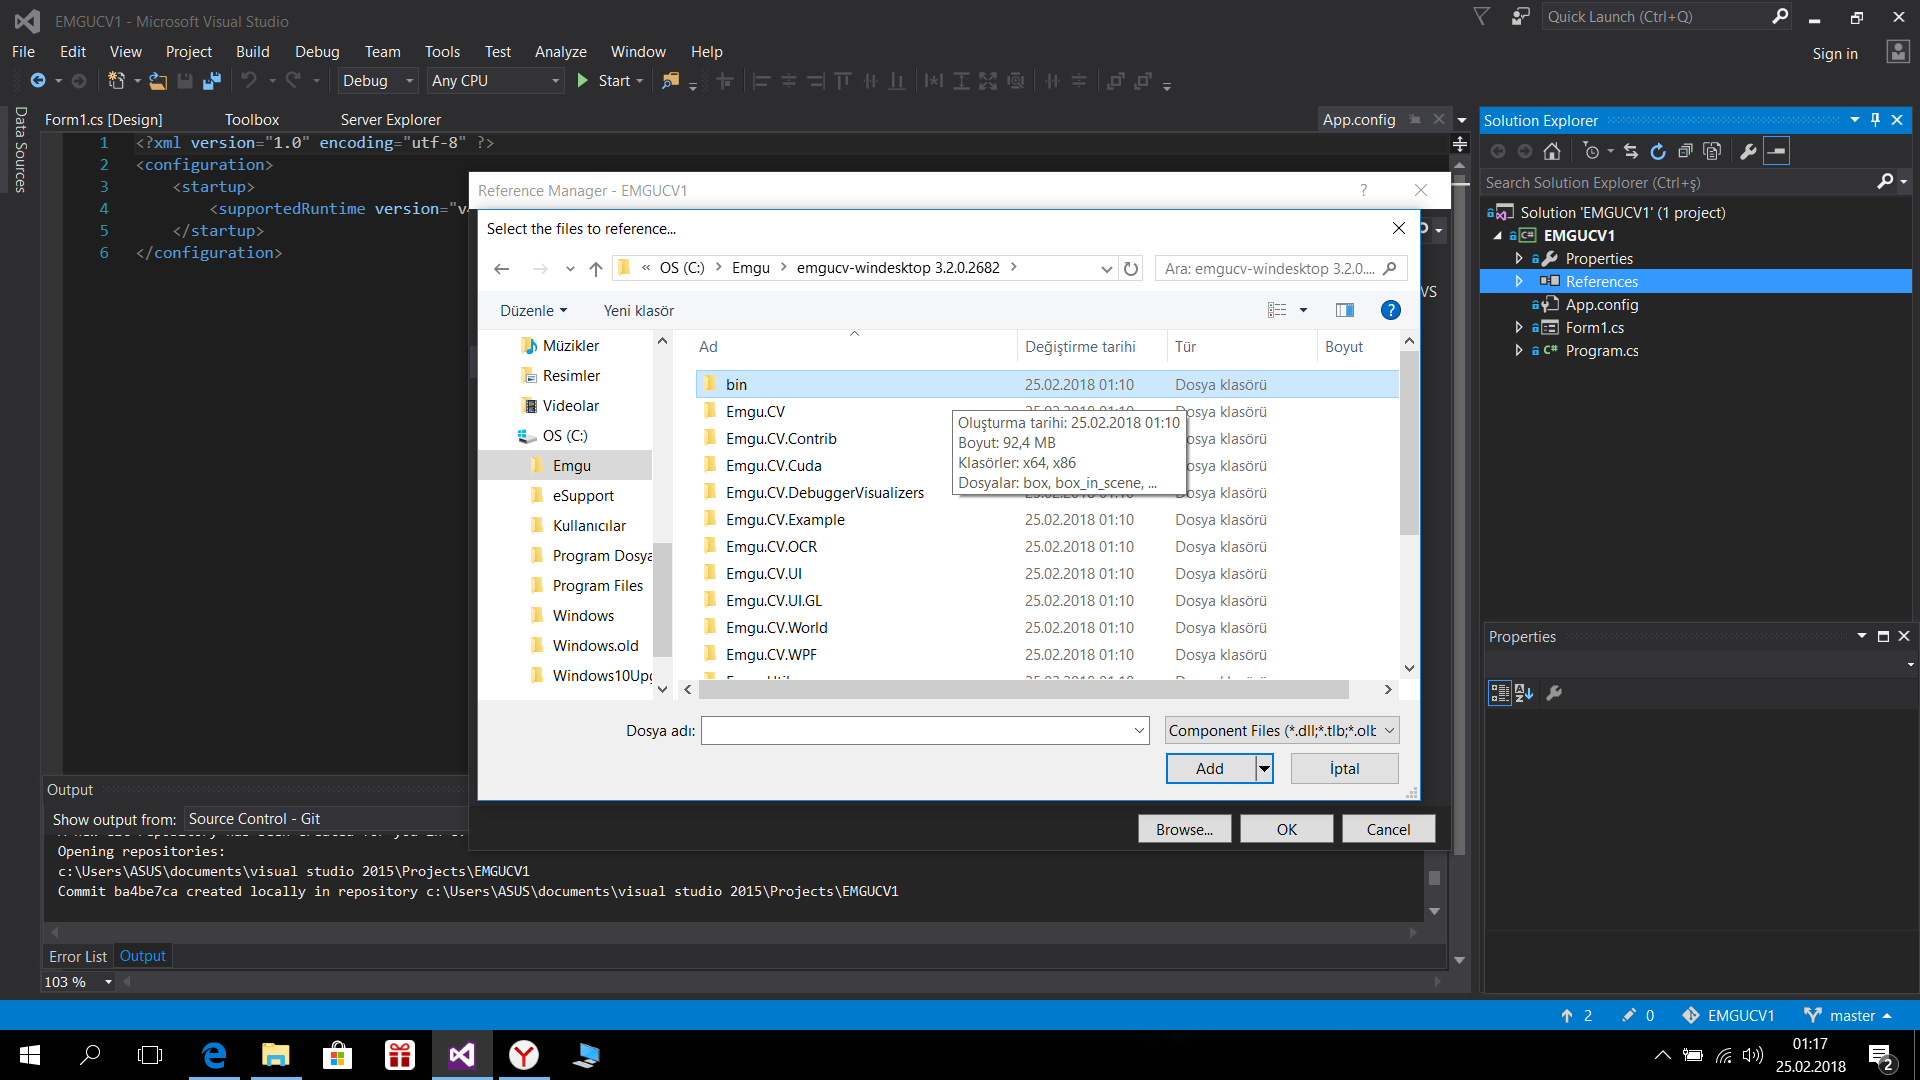 EMGUCV1 - Microsoft Visual Studio
Quick Launch (Ctrl+Q)
File Edit View Project Build Debug Team Tools Test Analyze Window Help
Sign in
Debug Any CPU Start
Data Sources
Form1.cs [Design] Toolbox Server Explorer App.config
1 <?xml version="1.0" encoding="utf-8" ?>
2 <configuration>
3 <startup>
4 <supportedRuntime version="v
5 </startup>
6 </configuration>
Reference Manager - EMGUCV1
?
Select the files to reference...
« OS (C:) > Emgu > emgucv-windesktop 3.2.0.2682 >
Ara: emgucv-windesktop 3.2.0....
Düzenle Yeni klasör
VS
Müzikler
Resimler
Videolar
OS (C:)
Emgu
eSupport
Kullanıcılar
Program Dosya
Program Files
Windows
Windows.old
Windows10Upg
Ad Değiştirme tarihi Tür Boyut
bin 25.02.2018 01:10 Dosya klasörü
Emgu.CV 25.02.2018 01:10 Dosya klasörü
Emgu.CV.Contrib osya klasörü
Emgu.CV.Cuda osya klasörü
Emgu.CV.DebuggerVisualizers 25.02.2018 01:10 Dosya klasörü
Emgu.CV.Example 25.02.2018 01:10 Dosya klasörü
Emgu.CV.OCR 25.02.2018 01:10 Dosya klasörü
Emgu.CV.UI 25.02.2018 01:10 Dosya klasörü
Emgu.CV.UI.GL 25.02.2018 01:10 Dosya klasörü
Emgu.CV.World 25.02.2018 01:10 Dosya klasörü
Emgu.CV.WPF 25.02.2018 01:10 Dosya klasörü
Oluşturma tarihi: 25.02.2018 01:10
Boyut: 92,4 MB
Klasörler: x64, x86
Dosyalar: box, box_in_scene, ...
Dosya adı:
Component Files (*.dll;*.tlb;*.olb
Add İptal
Browse... OK Cancel
Output
Show output from: Source Control - Git
Opening repositories:
c:\Users\ASUS\documents\visual studio 2015\Projects\EMGUCV1
Commit ba4be7ca created locally in repository c:\Users\ASUS\documents\visual studio 2015\Projects\EMGUCV1
Error List Output
103 %
Solution Explorer
Search Solution Explorer (Ctrl+ş)
Solution 'EMGUCV1' (1 project)
C# EMGUCV1
Properties
References
App.config
Form1.cs
C# Program.cs
Properties
2 0 EMGUCV1 master
01:17
25.02.2018
2